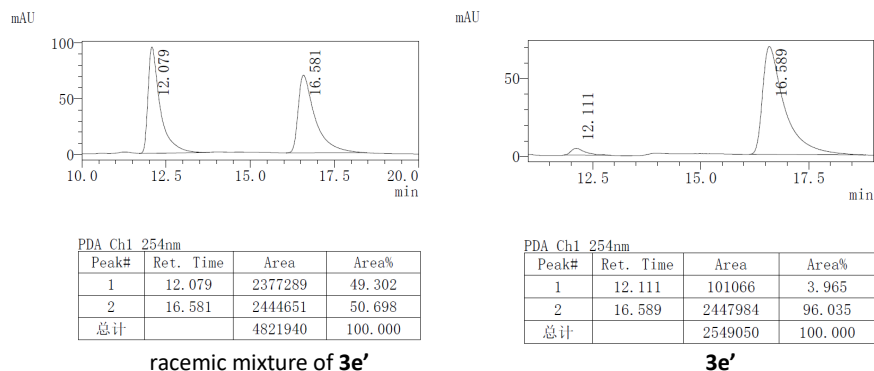 mAU
100
50
0
12.079
16.581
10.0 12.5 15.0 17.5 20.0
min
PDA Ch1 254nm
Peak# Ret. Time Area Area%
1 12.079 2377289 49.302
2 16.581 2444651 50.698
总计 4821940 100.000
racemic mixture of 3e’
mAU
50
0
12.111
16.589
12.5 15.0 17.5
min
PDA Ch1 254nm
Peak# Ret. Time Area Area%
1 12.111 101066 3.965
2 16.589 2447984 96.035
总计 2549050 100.000
3e’